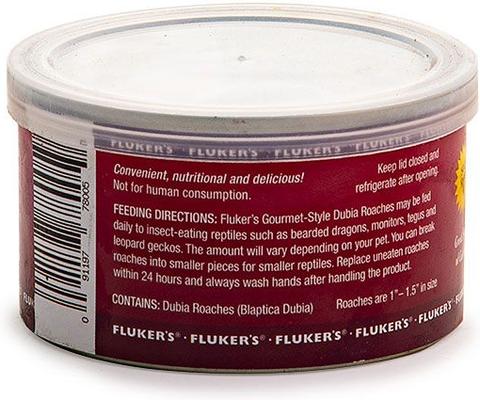 FLUKER'S FLUKER'S FLUKER'S FLUKER'S
Convenient, nutritional and delicious!
Not for human consumption.
Keep lid closed and
refrigerate after opening.
FEEDING DIRECTIONS: Fluker's Gourmet-Style Dubia Roaches may be fed
daily to insect-eating reptiles such as bearded dragons, monitors, tegus and
leopard geckos. The amount will vary depending on your pet. You can break
roaches into smaller pieces for smaller reptiles. Replace uneaten roaches
within 24 hours and always wash hands after handling the product.
CONTAINS: Dubia Roaches (Blaptica Dubia)
Roaches are 1" – 1.5" in size
0 91197 78005
FLUKER'S® · FLUKER'S® · FLUKER'S® · FLUKER'S® · FLUKER'S